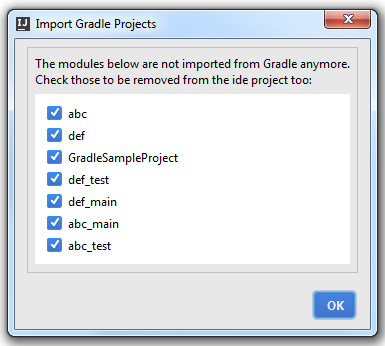 Import Gradle Projects
The modules below are not imported from Gradle anymore.
Check those to be removed from the ide project too:
abc
def
GradleSampleProject
def_test
def_main
abc_main
abc_test
OK